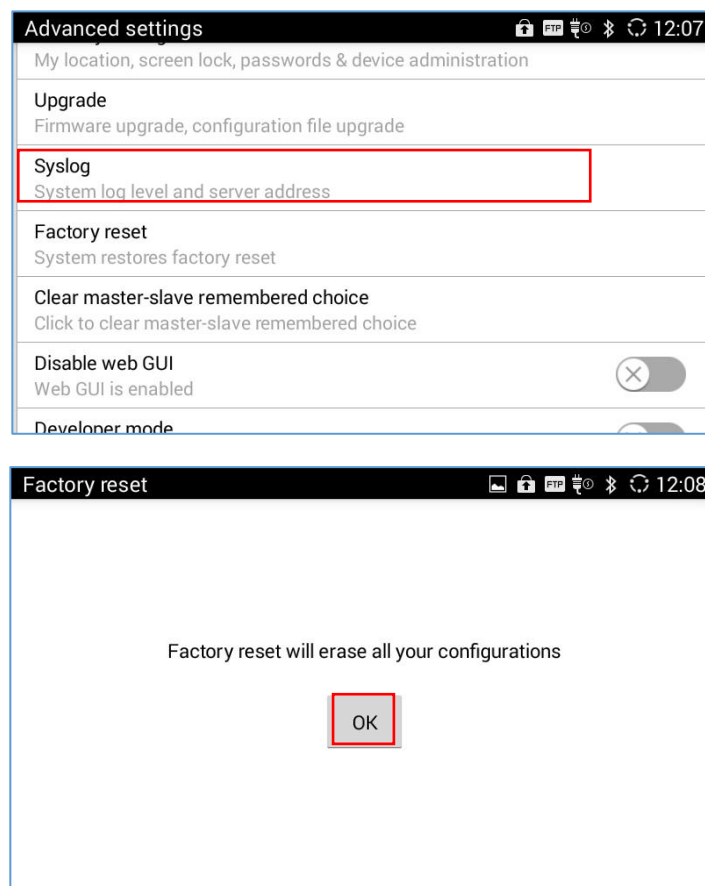 Advanced settings FTP 12:07
My location, screen lock, passwords & device administration
Upgrade
Firmware upgrade, configuration file upgrade
Syslog
System log level and server address
Factory reset
System restores factory reset
Clear master-slave remembered choice
Click to clear master-slave remembered choice
Disable web GUI
Web GUI is enabled
Developer mode
Factory reset FTP 12:08
Factory reset will erase all your configurations
OK